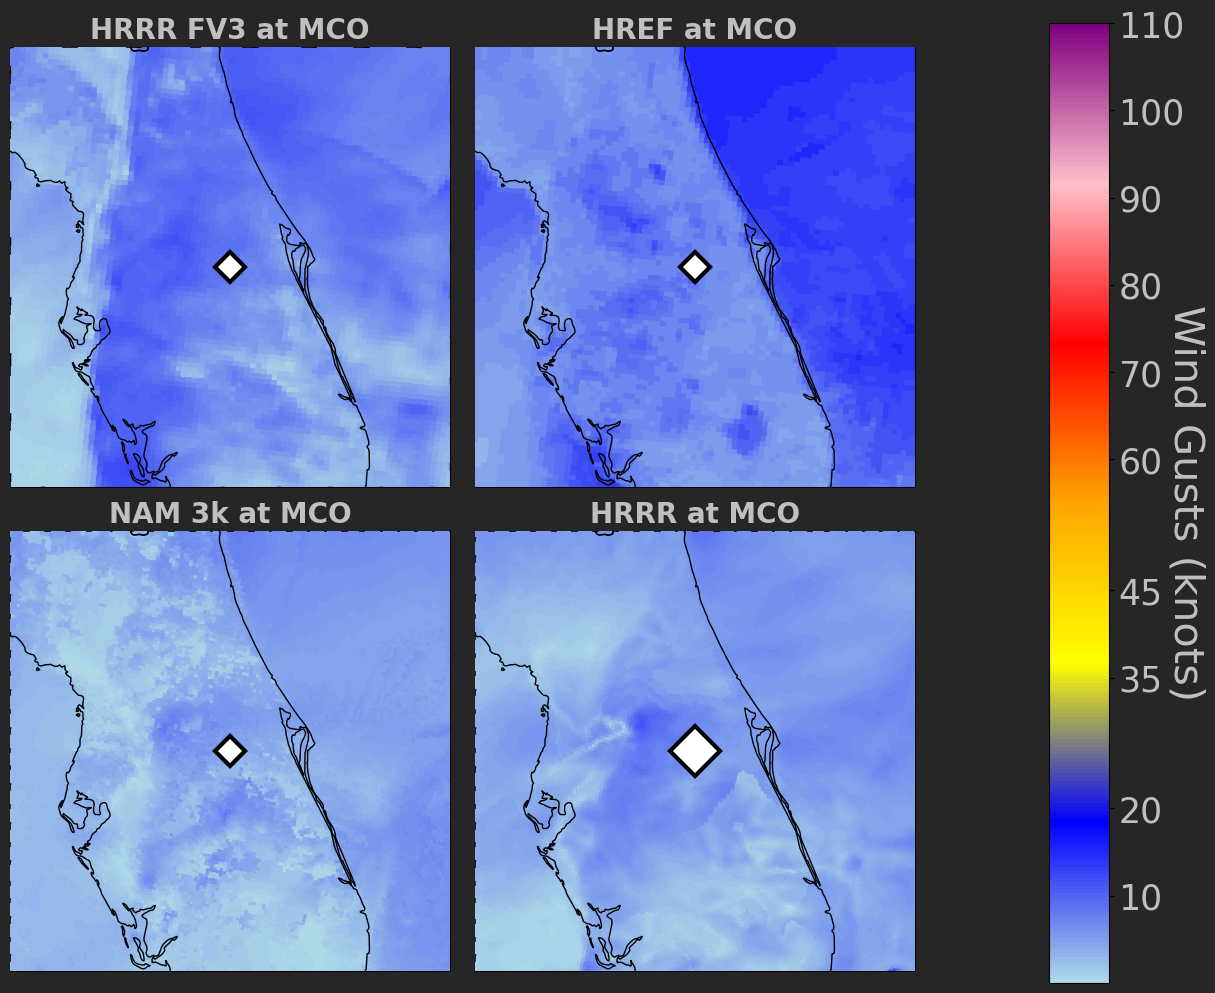 HRRR FV3 at MCO
HREF at MCO
NAM 3k at MCO
HRRR at MCO
110
100
90
80
70
60
45
35
20
10
Wind Gusts (knots)